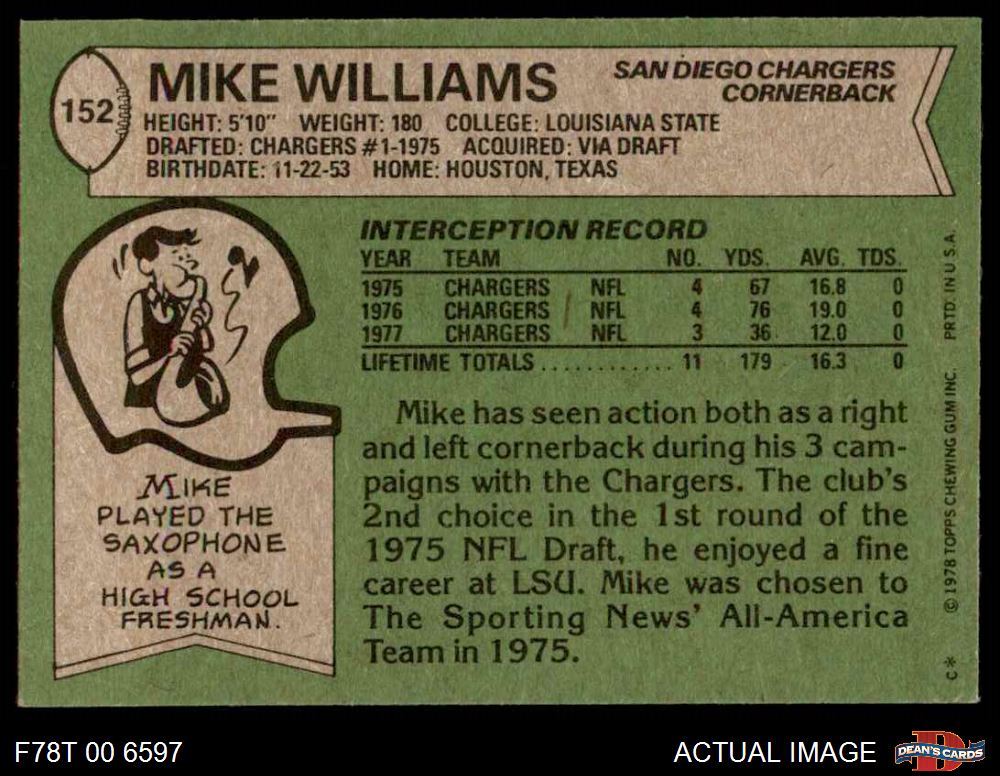 152
MIKE WILLIAMS
SAN DIEGO CHARGERS
CORNERBACK
HEIGHT: 5'10" WEIGHT: 180 COLLEGE: LOUISIANA STATE
DRAFTED: CHARGERS #1-1975 ACQUIRED: VIA DRAFT
BIRTHDATE: 11-22-53 HOME: HOUSTON, TEXAS
MIKE
PLAYED THE
SAXOPHONE
AS A
HIGH SCHOOL
FRESHMAN.
INTERCEPTION RECORD
YEAR TEAM NO. YDS. AVG. TDS.
1975 CHARGERS NFL 4 67 16.8 0
1976 CHARGERS NFL 4 76 19.0 0
1977 CHARGERS NFL 3 36 12.0 0
LIFETIME TOTALS ............ 11 179 16.3 0
Mike has seen action both as a right
and left cornerback during his 3 cam-
paigns with the Chargers. The club's
2nd choice in the 1st round of the
1975 NFL Draft, he enjoyed a fine
career at LSU. Mike was chosen to
The Sporting News' All-America
Team in 1975.
C* © 1978 TOPPS CHEWING GUM INC. PRTD. IN U.S.A.
F78T 00 6597
ACTUAL IMAGE
DEAN'S CARDS